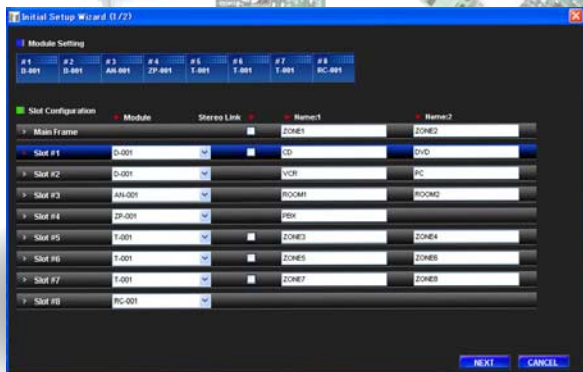 Initial Setup Wizard (1/2)
Module Setting
#1 #2 #3 #4 #5 #6 #7 #8
D-001 D-001 AN-001 ZP-001 T-001 T-001 T-001 RC-001
Slot Configuration Module Stereo Link Name:1 Name:2
Main Frame ZONE1 ZONE2
Slot #1 D-001 CD DVD
Slot #2 D-001 VCR PC
Slot #3 AN-001 ROOM1 ROOM2
Slot #4 ZP-001 PBX
Slot #5 T-001 ZONE3 ZONE4
Slot #6 T-001 ZONE5 ZONE6
Slot #7 T-001 ZONE7 ZONE8
Slot #8 RC-001
NEXT CANCEL